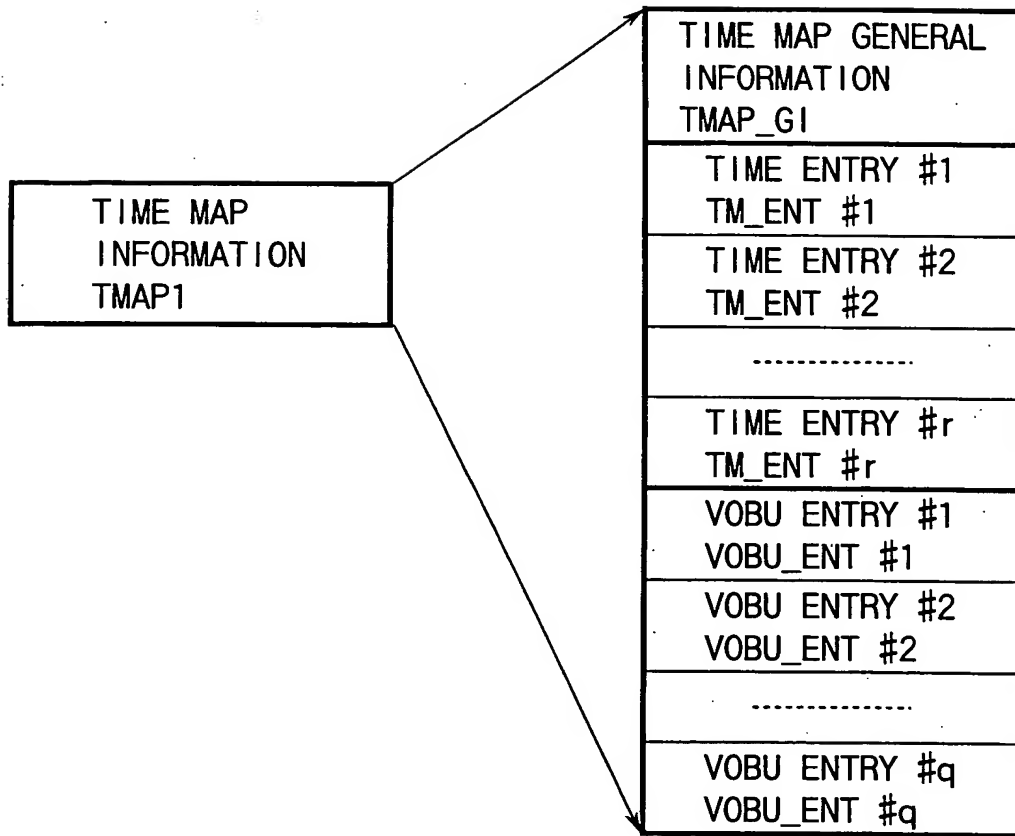 TIME MAP
INFORMATION
TMAP1
TIME MAP GENERAL
INFORMATION
TMAP_GI
TIME ENTRY #1
TM_ENT #1
TIME ENTRY #2
TM_ENT #2
TIME ENTRY #r
TM_ENT #r
VOBU ENTRY #1
VOBU_ENT #1
VOBU ENTRY #2
VOBU_ENT #2
VOBU ENTRY #q
VOBU_ENT #q